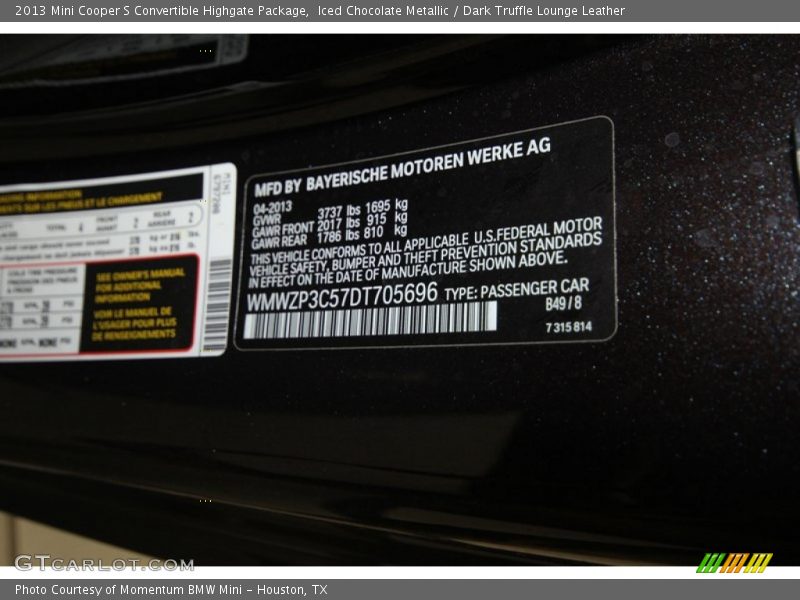 2013 Mini Cooper S Convertible Highgate Package,  Iced Chocolate Metallic / Dark Truffle Lounge Leather
MFD BY BAYERISCHE MOTOREN WERKE AG
04-2013
GVWR 3737 lbs 1695 kg
GAWR FRONT 2017 lbs 915 kg
GAWR REAR 1786 lbs 810 kg
THIS VEHICLE CONFORMS TO ALL APPLICABLE U.S.FEDERAL MOTOR
VEHICLE SAFETY, BUMPER AND THEFT PREVENTION STANDARDS
IN EFFECT ON THE DATE OF MANUFACTURE SHOWN ABOVE.
WMWZP3C57DT705696 TYPE: PASSENGER CAR
B49 / 8
7 315 814
TOTAL FRONT 2 REAR 2
SEE OWNER'S MANUAL
FOR ADDITIONAL
INFORMATION
VOIR LE MANUEL DE
L'USAGER POUR PLUS
DE RENSEIGNEMENTS
GTCARLOT.COM
Photo Courtesy of Momentum BMW Mini - Houston, TX